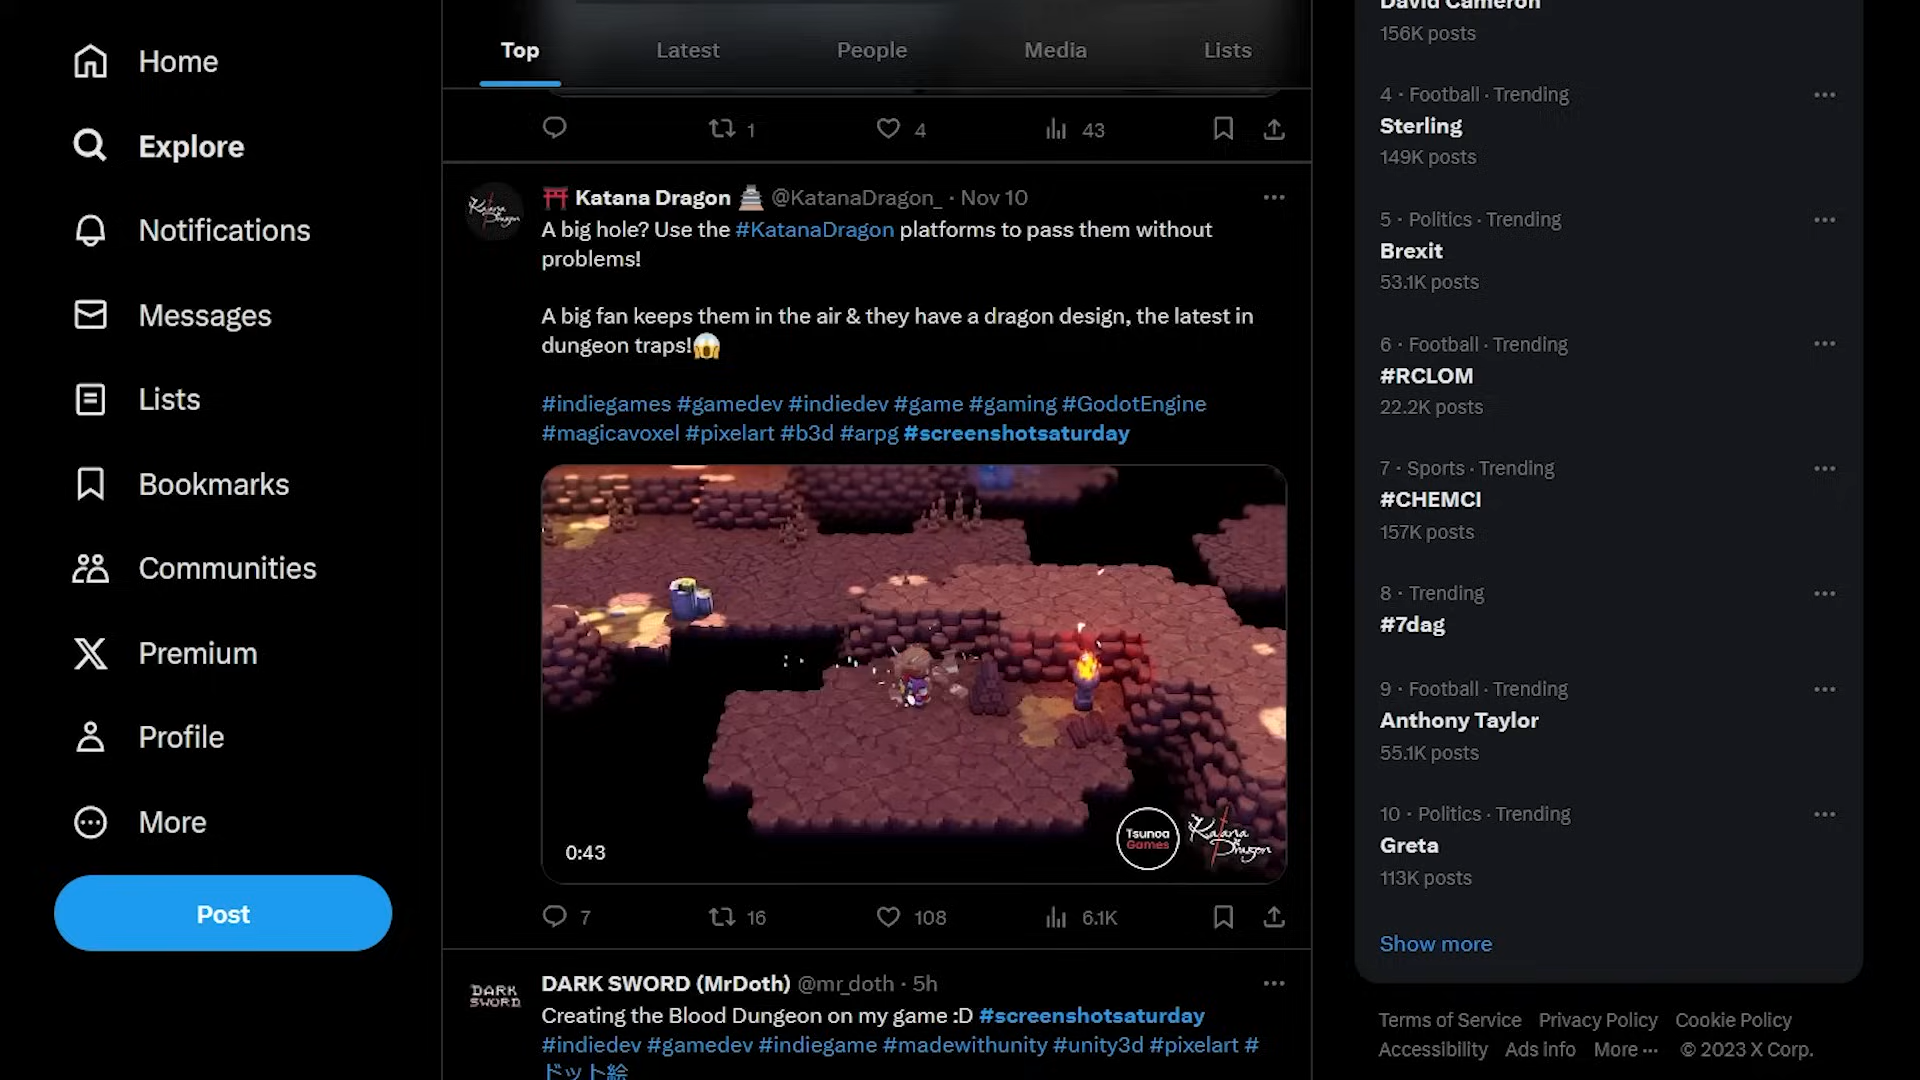 Home
Explore
Notifications
Messages
Lists
Bookmarks
Communities
Premium
Profile
More
Post
Top Latest People Media Lists
1 4 43
Katana Dragon @KatanaDragon_ · Nov 10
A big hole? Use the #KatanaDragon platforms to pass them without
problems!
A big fan keeps them in the air & they have a dragon design, the latest in
dungeon traps!
#indiegames #gamedev #indiedev #game #gaming #GodotEngine
#magicavoxel #pixelart #b3d #arpg #screenshotsaturday
Katana
Dragon
0:43
Tsunoa
Games
Katana
Dragon
7 16 108 6.1K
DARK
SWORD
DARK SWORD (MrDoth) @mr_doth · 5h
Creating the Blood Dungeon on my game :D #screenshotsaturday
#indiedev #gamedev #indiegame #madewithunity #unity3d #pixelart #
ドット絵
David Cameron
156K posts
4 · Football · Trending
Sterling
149K posts
5 · Politics · Trending
Brexit
53.1K posts
6 · Football · Trending
#RCLOM
22.2K posts
7 · Sports · Trending
#CHEMCI
157K posts
8 · Trending
#7dag
9 · Football · Trending
Anthony Taylor
55.1K posts
10 · Politics · Trending
Greta
113K posts
Show more
Terms of Service Privacy Policy Cookie Policy
Accessibility Ads info More ··· © 2023 X Corp.